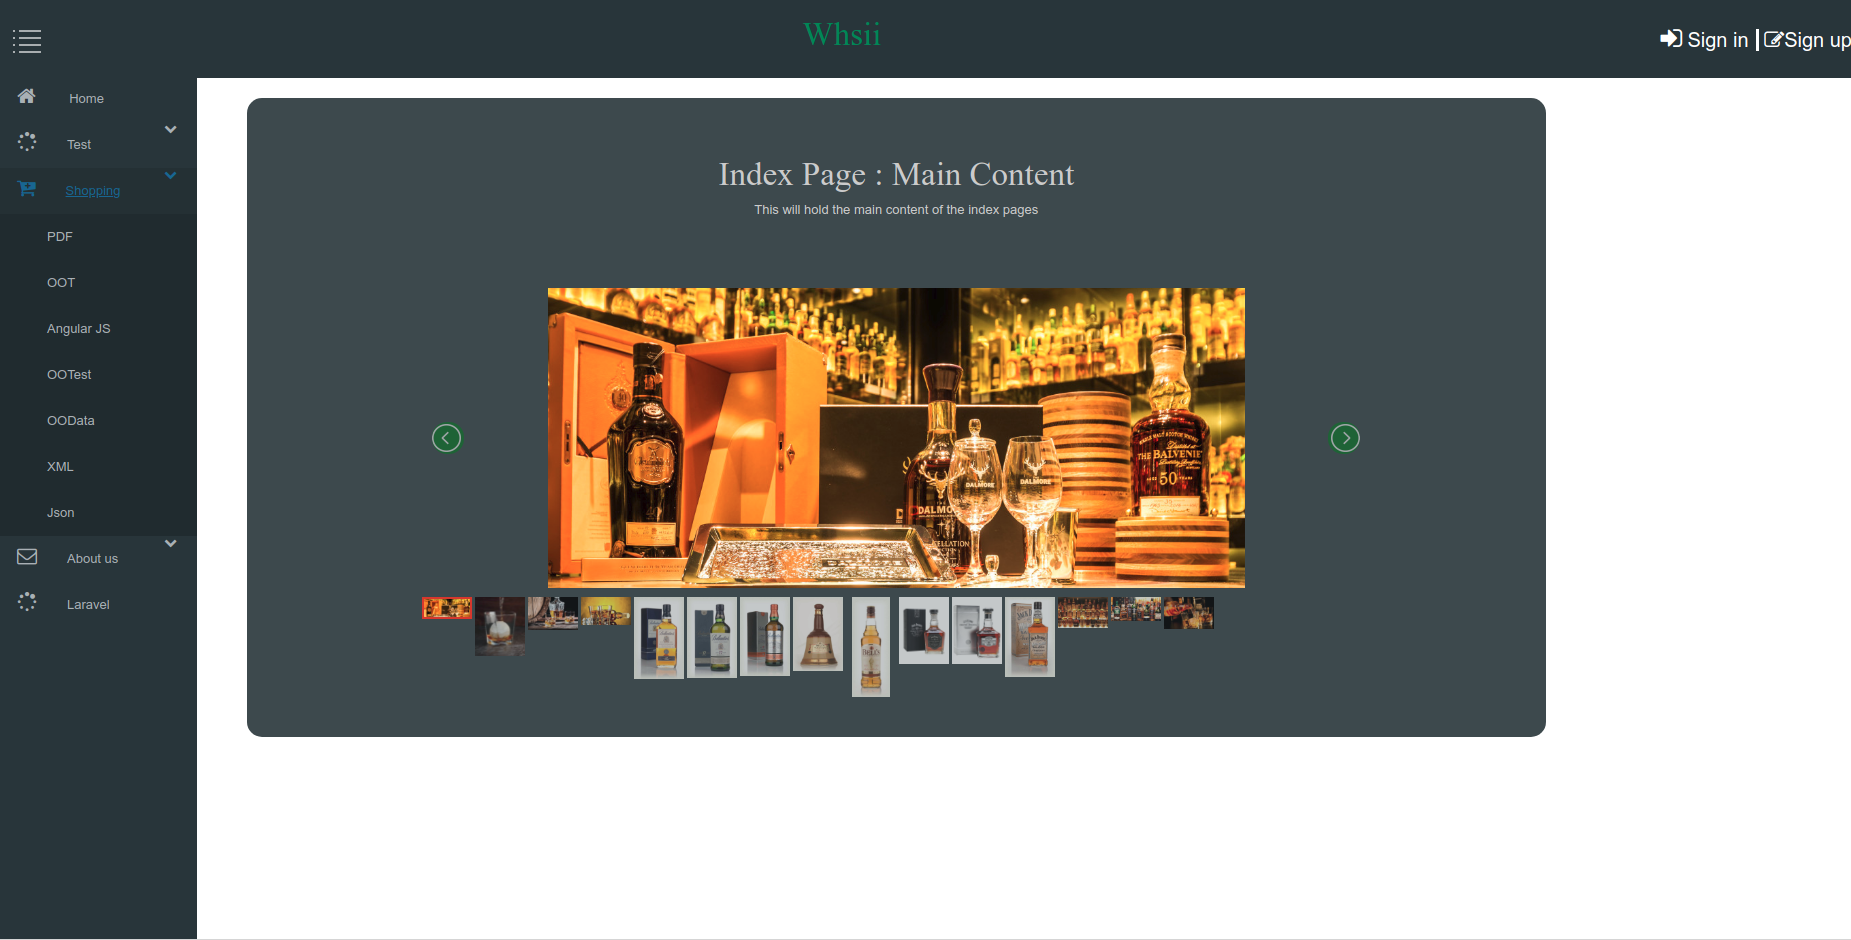 Whsii
Sign in | Sign up
Home
Test
Shopping
PDF
OOT
Angular JS
OOTest
OOData
XML
Json
About us
Laravel
Index Page : Main Content
This will hold the main content of the index pages
DALMORE
DALMORE
THE BALVENIE
50